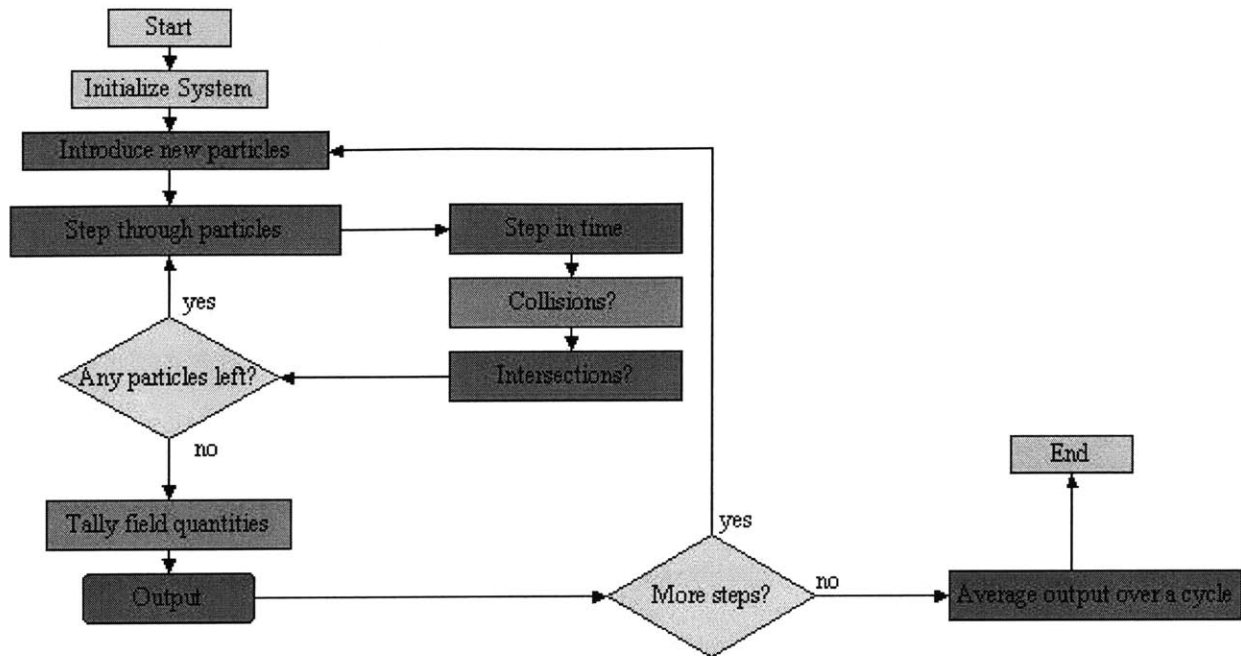 Start
Initialize System
Introduce new particles
Step through particles
Step in time
Collisions?
Intersections?
yes
Any particles left?
no
Tally field quantities
Output
yes
More steps?
no
Average output over a cycle
End